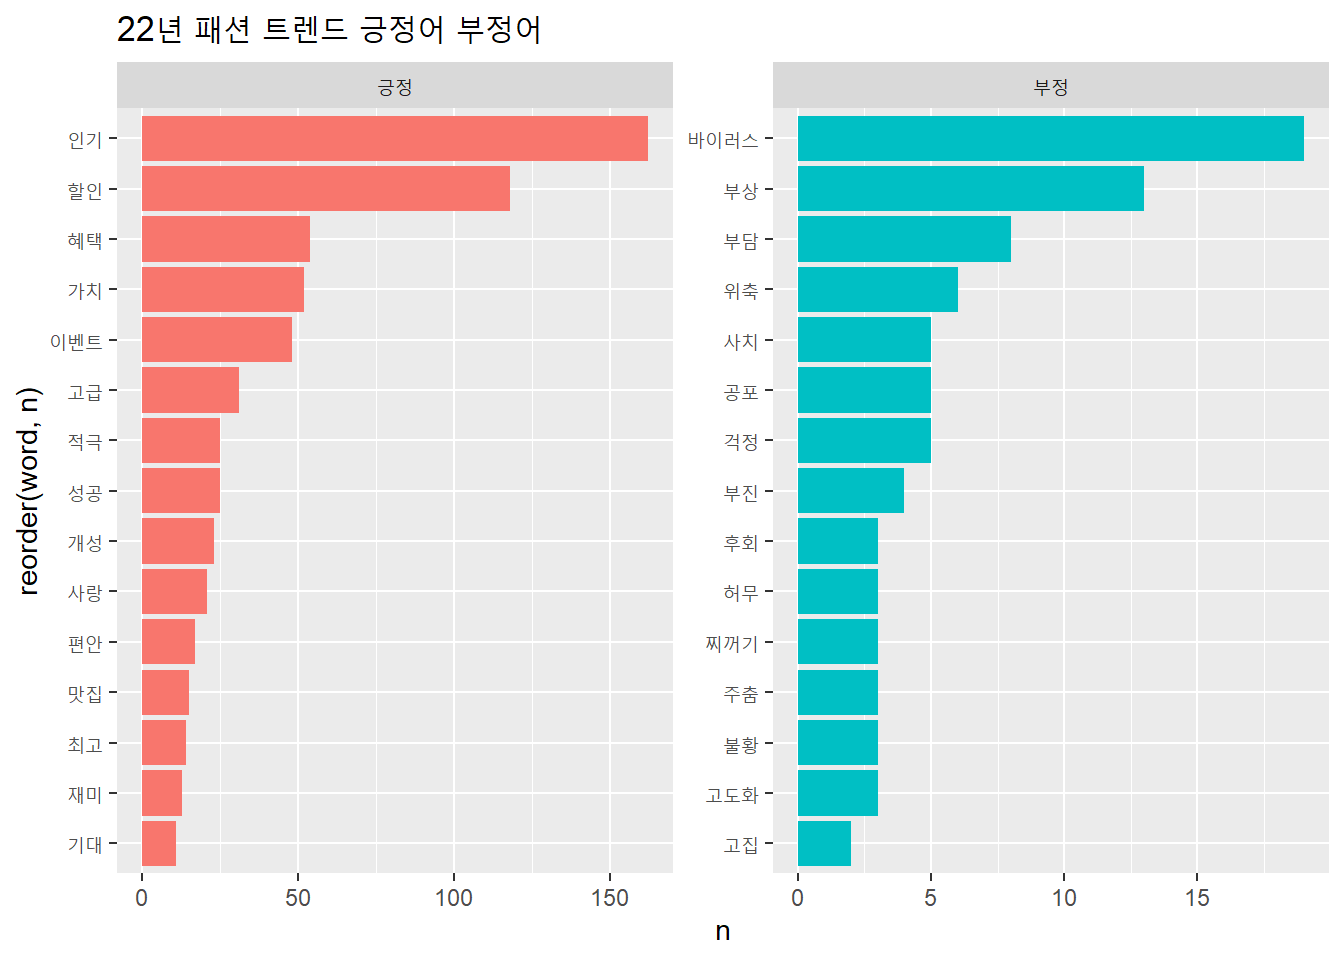 22년 패션 트렌드 긍정어 부정어
긍정
부정
인기
할인
혜택
가치
이벤트
고급
적극
성공
개성
사랑
편안
맛집
최고
재미
기대
바이러스
부상
부담
위축
사치
공포
걱정
부진
후회
허무
찌꺼기
주춤
불황
고도화
고집
0 50 100 150
0 5 10 15
n
reorder(word, n)